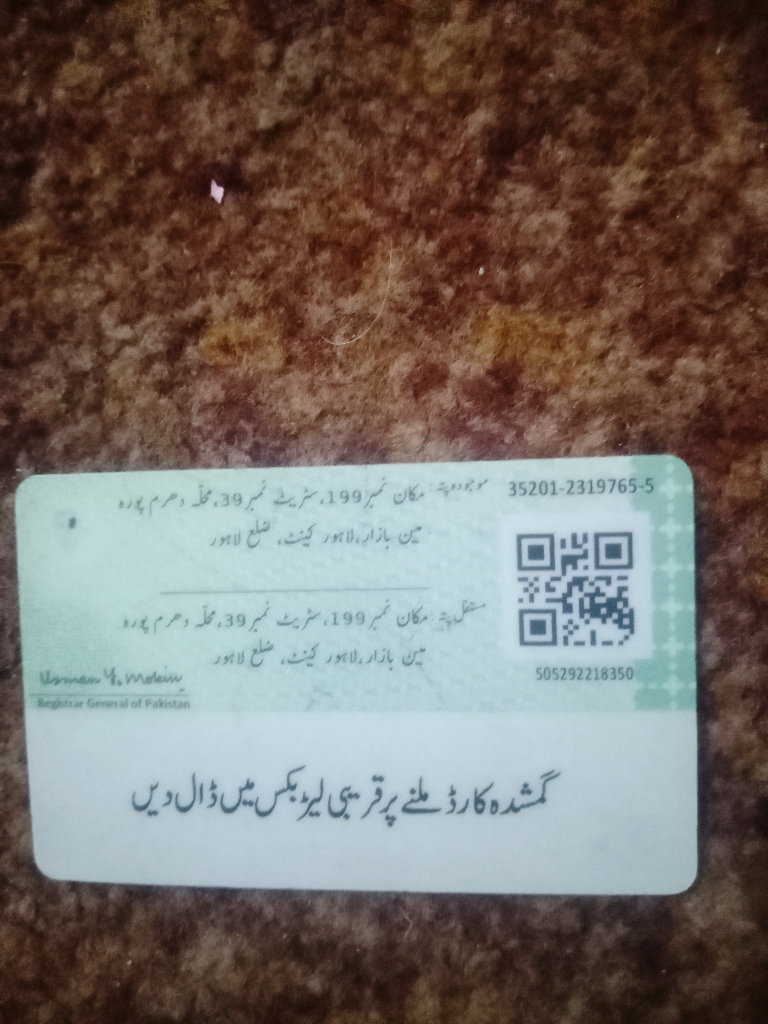 35201-2319765-5
موجودہ پتہ: مکان نمبر 199، سٹریٹ نمبر 39، محلہ دھرم پورہ
مین بازار، لاہور کینٹ، ضلع لاہور
مستقل پتہ: مکان نمبر 199، سٹریٹ نمبر 39، محلہ دھرم پورہ
مین بازار، لاہور کینٹ، ضلع لاہور
505292218350
Usman Y. Mobin
Registrar General of Pakistan
گمشدہ کارڈ ملنے پر قریبی لیٹر بکس میں ڈال دیں